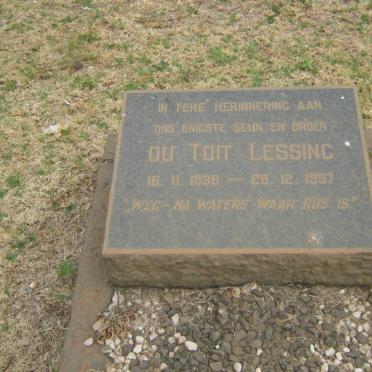 IN TERE HERINNERING AAN
ONS ENIGSTE SEUN EN BROER
DU TOIT LESSING
16. 11. 1936 — 26. 12. 1957
„WEG - NA WATERS WAAR RUS IS"